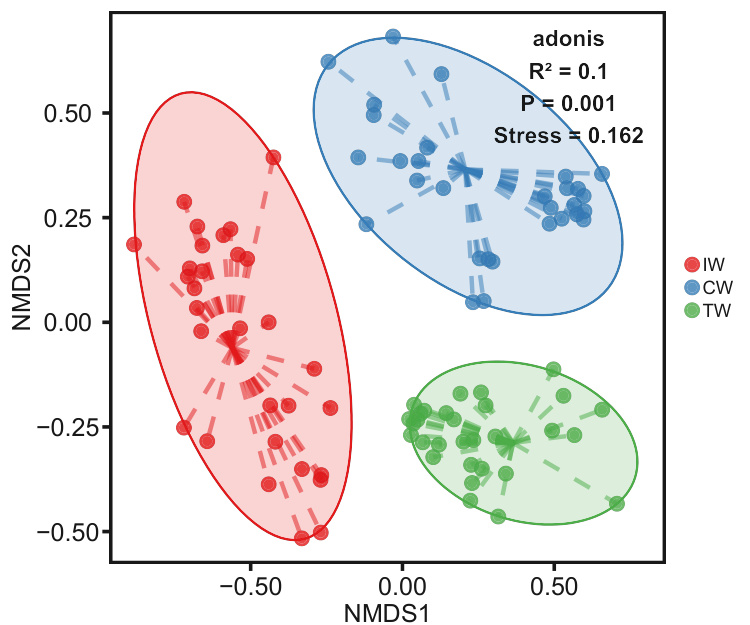 adonis
R² = 0.1
P = 0.001
Stress = 0.162
0.50
0.25
0.00
−0.25
−0.50
NMDS2
−0.50
0.00
0.50
NMDS1
IW
CW
TW